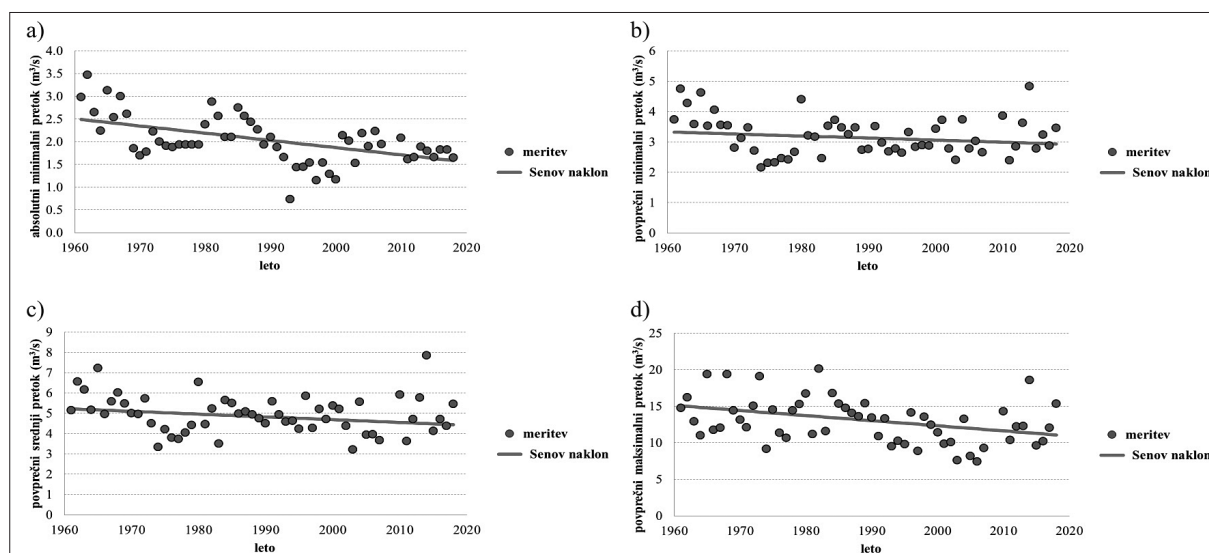 a)
absolutni minimalni pretok (m³/s)
4.0
3.5
3.0
2.5
2.0
1.5
1.0
0.5
0.0
1960 1970 1980 1990 2000 2010 2020
leto
meritev
Senov naklon
b)
povprečni minimalni pretok (m³/s)
6
5
4
3
2
1
0
1960 1970 1980 1990 2000 2010 2020
leto
meritev
Senov naklon
c)
povprečni srednji pretok (m³/s)
9
8
7
6
5
4
3
2
1
0
1960 1970 1980 1990 2000 2010 2020
leto
meritev
Senov naklon
d)
povprečni maksimalni pretok (m³/s)
25
20
15
10
5
0
1960 1970 1980 1990 2000 2010 2020
leto
meritev
Senov naklon